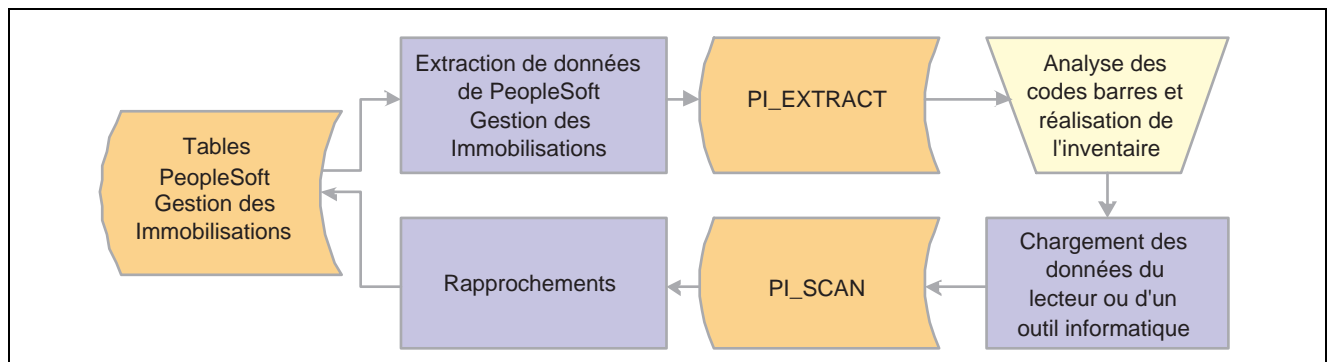 Tables
PeopleSoft
Gestion des
Immobilisations
Extraction de données
de PeopleSoft
Gestion des
Immobilisations
PI_EXTRACT
Analyse des
codes barres et
réalisation de
l'inventaire
Chargement des
données du
lecteur ou d'un
outil informatique
PI_SCAN
Rapprochements